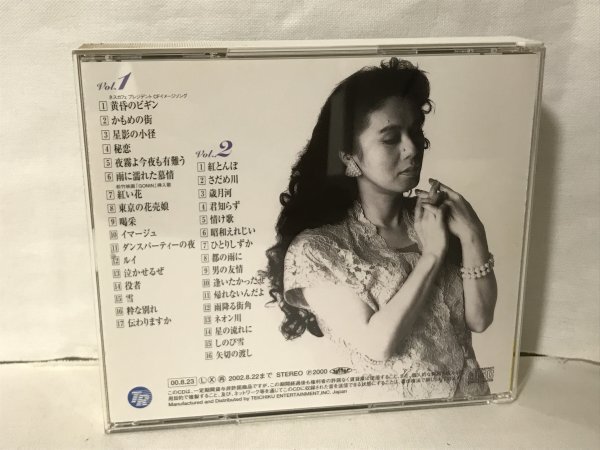 Vol.1
ネスカフェ プレジデント CFイメージソング
1 黄昏のビギン
2 かもめの街
3 星影の小径
4 秘恋
5 夜霧よ今夜も有難う
6 雨に濡れた慕情
松竹映画「GONIN」挿入歌
7 紅い花
8 東京の花売娘
9 喝采
10 イマージュ
11 ダンスパーティーの夜
12 ルイ
13 泣かせるぜ
14 役者
15 雪
16 粋な別れ
17 伝わりますか
Vol.2
1 紅とんぼ
2 さだめ川
3 歳月河
4 君知らず
5 情け歌
6 昭和えれじい
7 ひとりしずか
8 都の雨に
9 男の友情
10 逢いたかったぜ
11 帰れないんだよ
12 雨降る街角
13 ネオン川
14 星の流れに
15 しのび雪
16 矢切の渡し
00.8.23 L X 再 2002.8.22まで STEREO Ⓟ2000
Manufactured and Distributed by TEICHIKU ENTERTAINMENT, INC. Japan